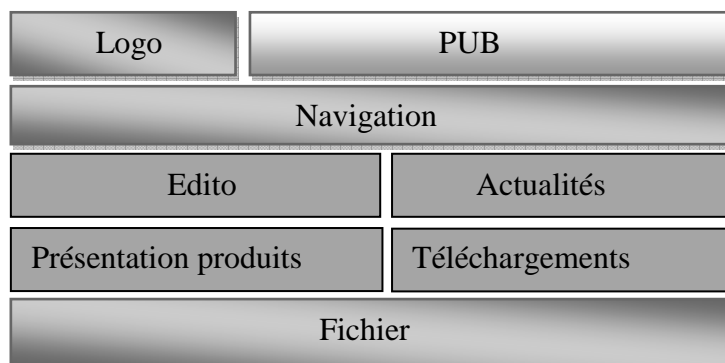 Logo PUB
Navigation
Edito Actualités
Présentation produits Téléchargements
Fichier